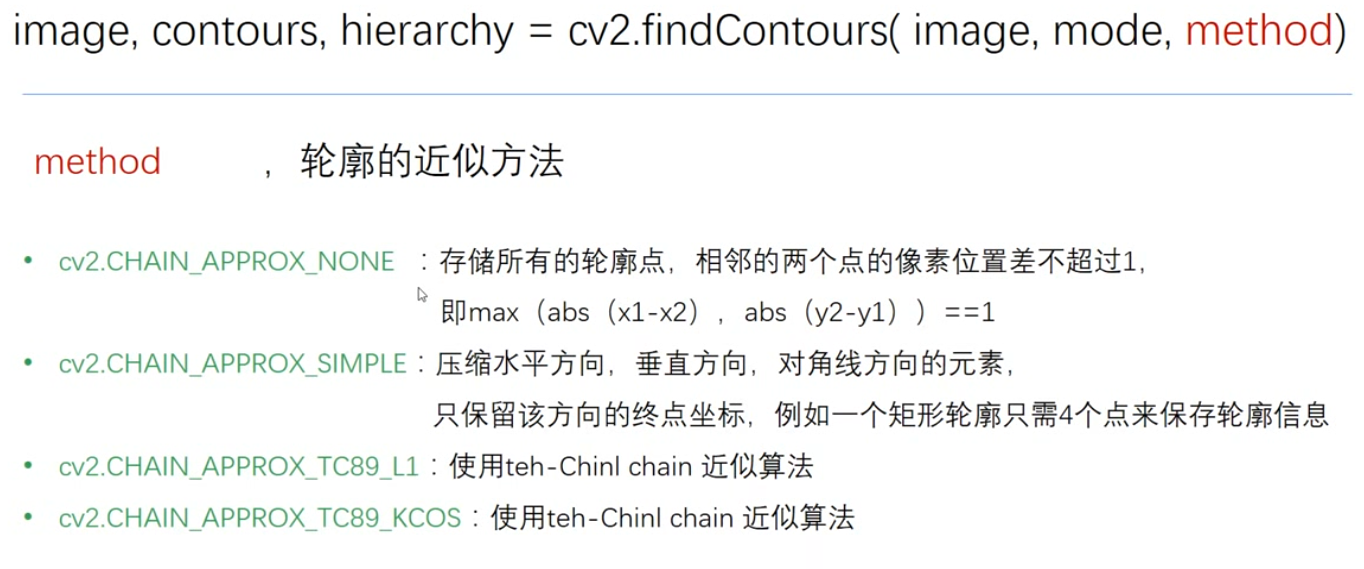 image, contours, hierarchy = cv2.findContours( image, mode, method)
method ，轮廓的近似方法
• cv2.CHAIN_APPROX_NONE ：存储所有的轮廓点，相邻的两个点的像素位置差不超过1，
即max（abs（x1-x2），abs（y2-y1））==1
• cv2.CHAIN_APPROX_SIMPLE：压缩水平方向，垂直方向，对角线方向的元素，
只保留该方向的终点坐标，例如一个矩形轮廓只需4个点来保存轮廓信息
• cv2.CHAIN_APPROX_TC89_L1：使用teh-Chinl chain 近似算法
• cv2.CHAIN_APPROX_TC89_KCOS：使用teh-Chinl chain 近似算法